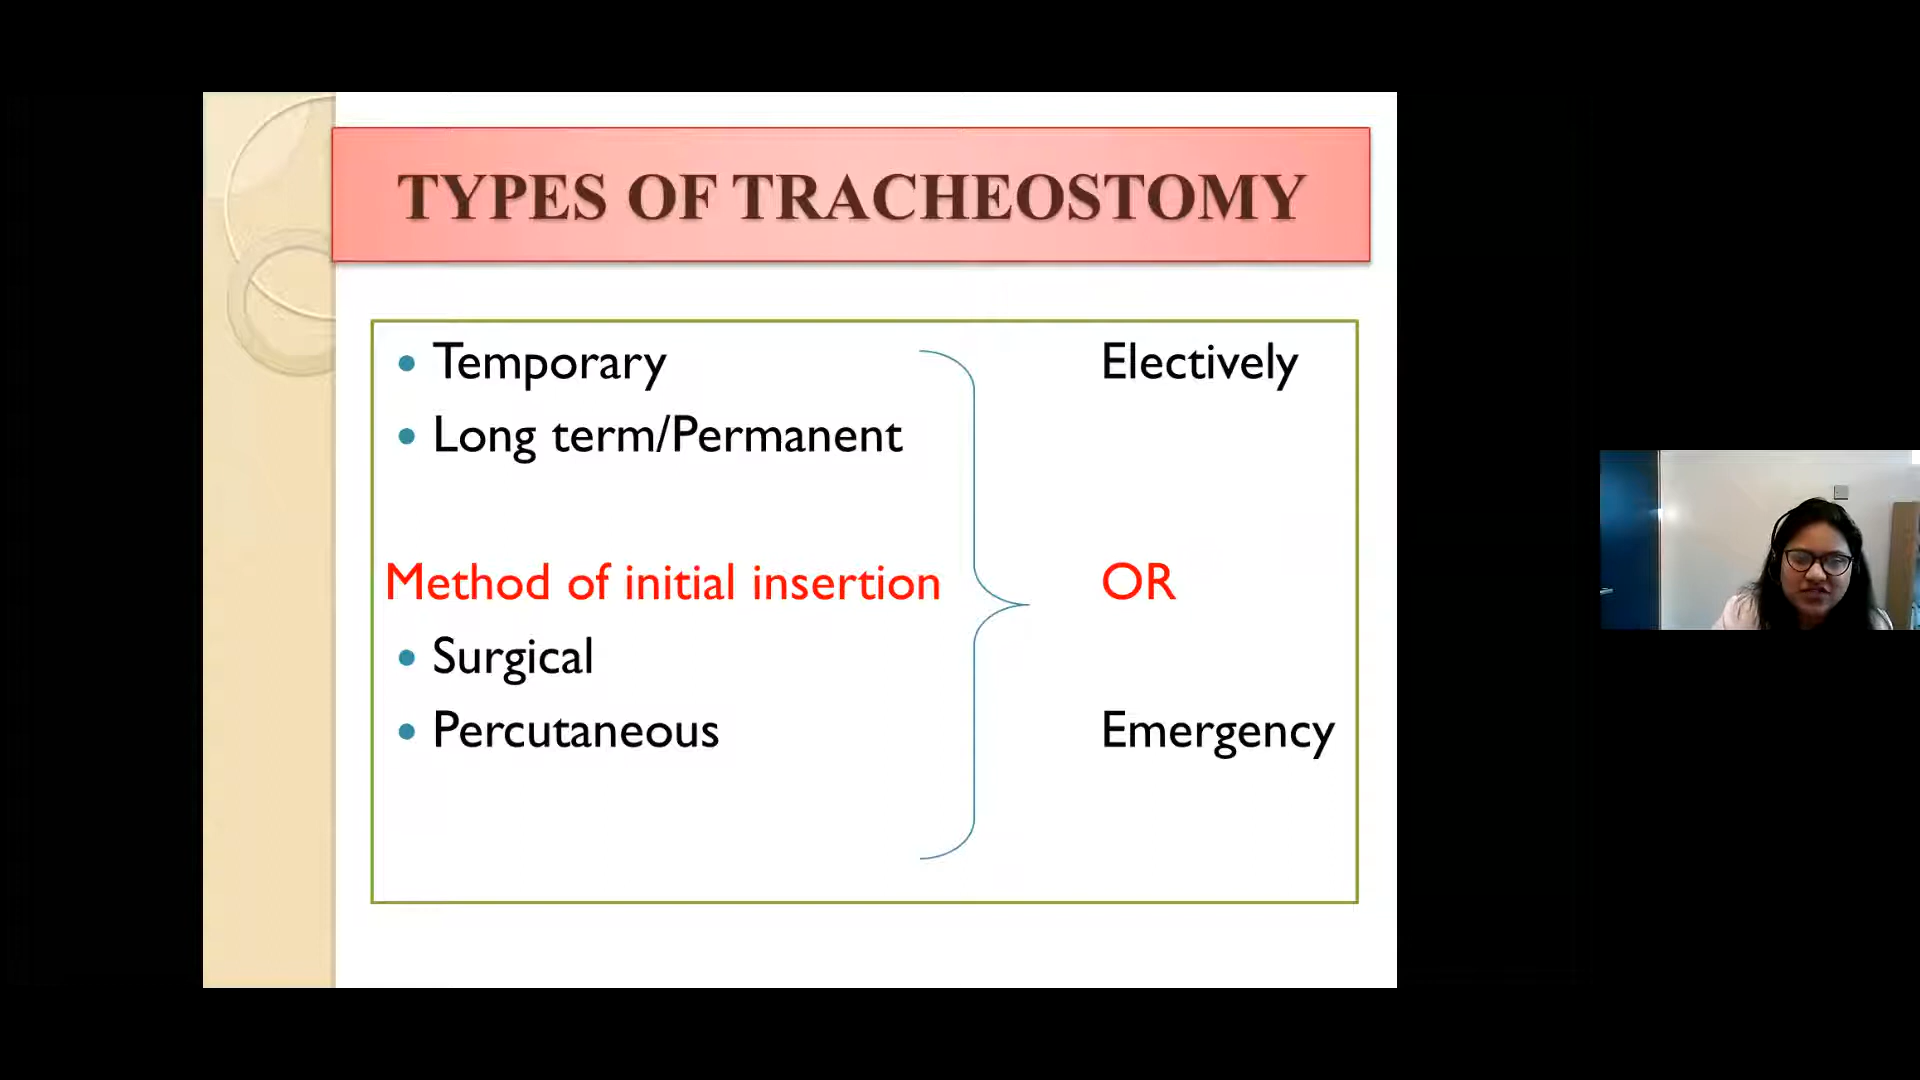 TYPES OF TRACHEOSTOMY
• Temporary Electively
• Long term/Permanent
Method of initial insertion OR
• Surgical
• Percutaneous Emergency